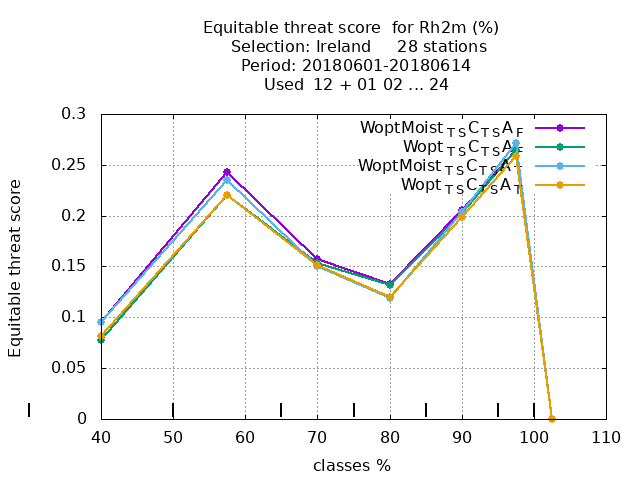 Equitable threat score for Rh2m (%)
Selection: Ireland 28 stations
Period: 20180601-20180614
Used 12 + 01 02 ... 24
WoptMoist TS C TS A F
Wopt TS C TS A F
WoptMoist TS C TS A T
Wopt TS C TS A T
Equitable threat score
0.3
0.25
0.2
0.15
0.1
0.05
0
40 50 60 70 80 90 100 110
classes %